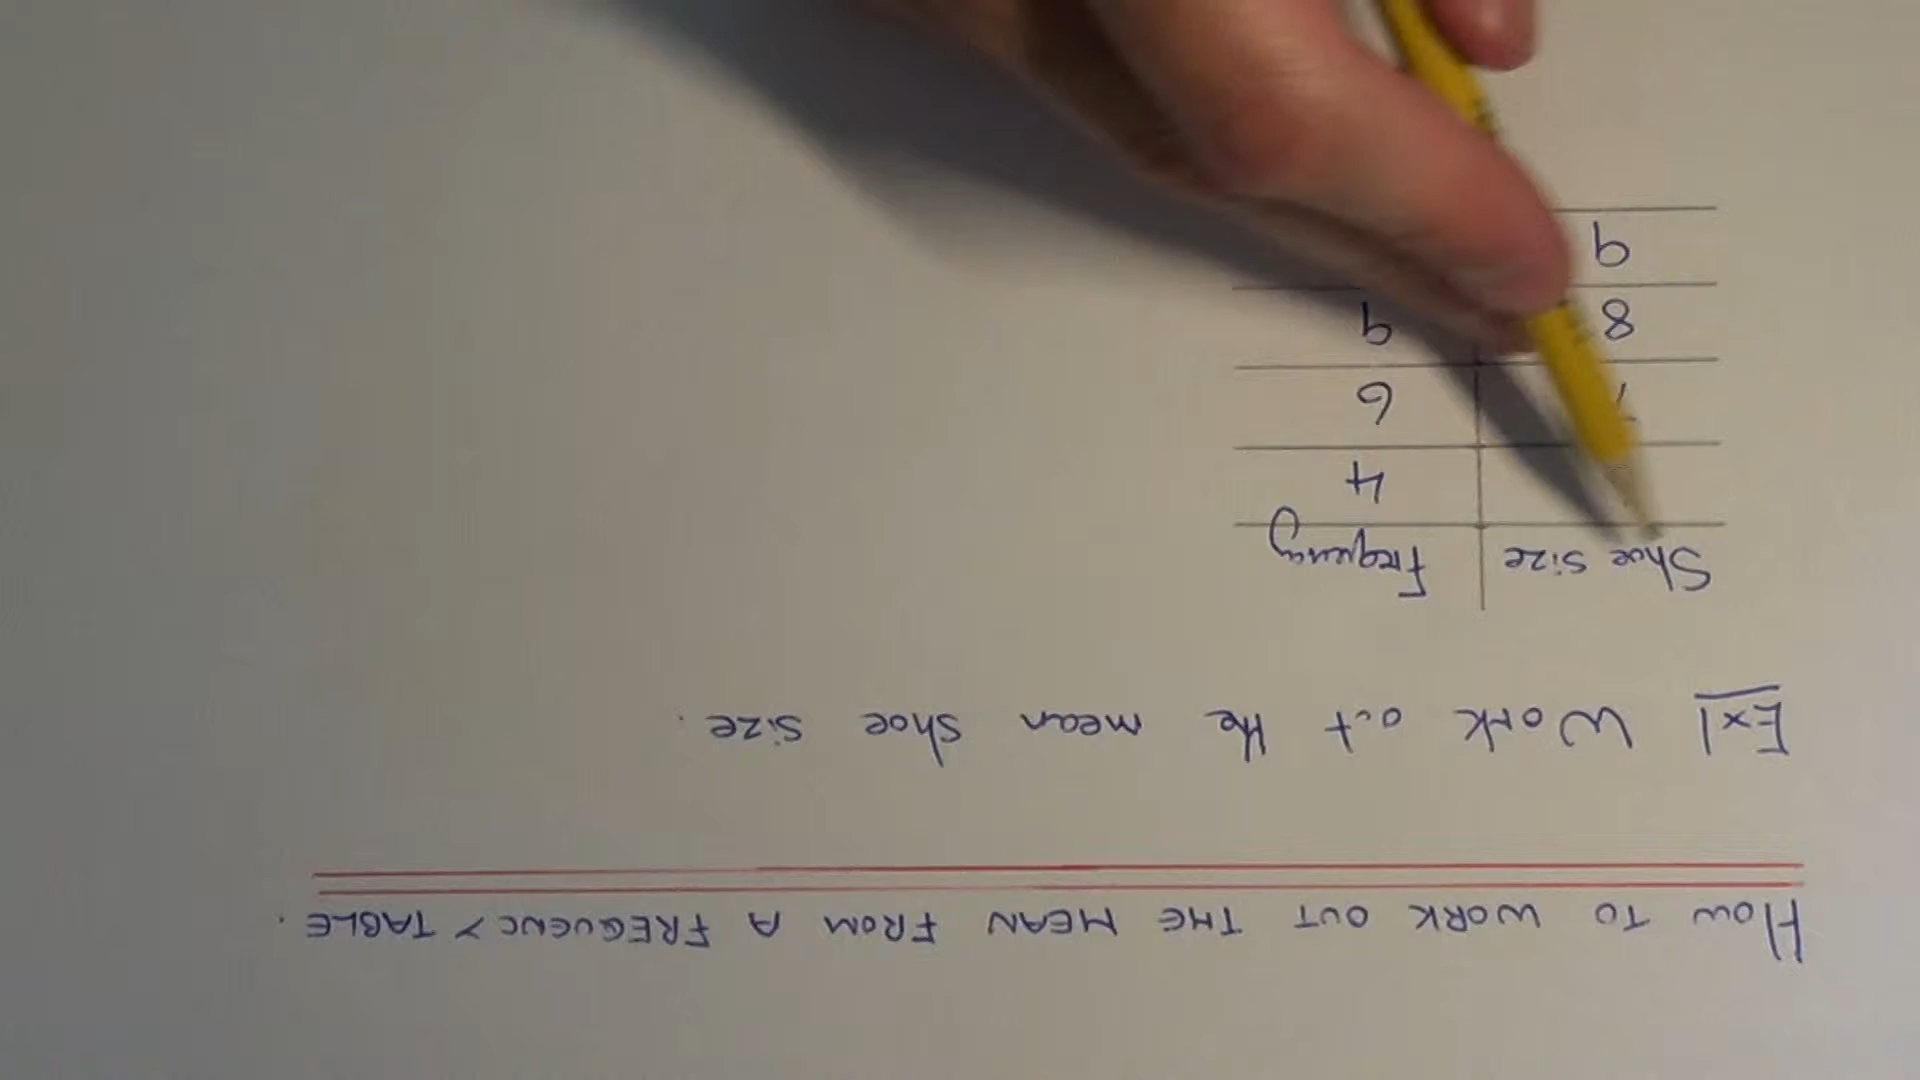 How TO WORK OUT THE MEAN FROM A FREQUENCY TABLE.
Ex1 Work out the mean shoe size.
Shoe size Frequency
4
6
8 9
9